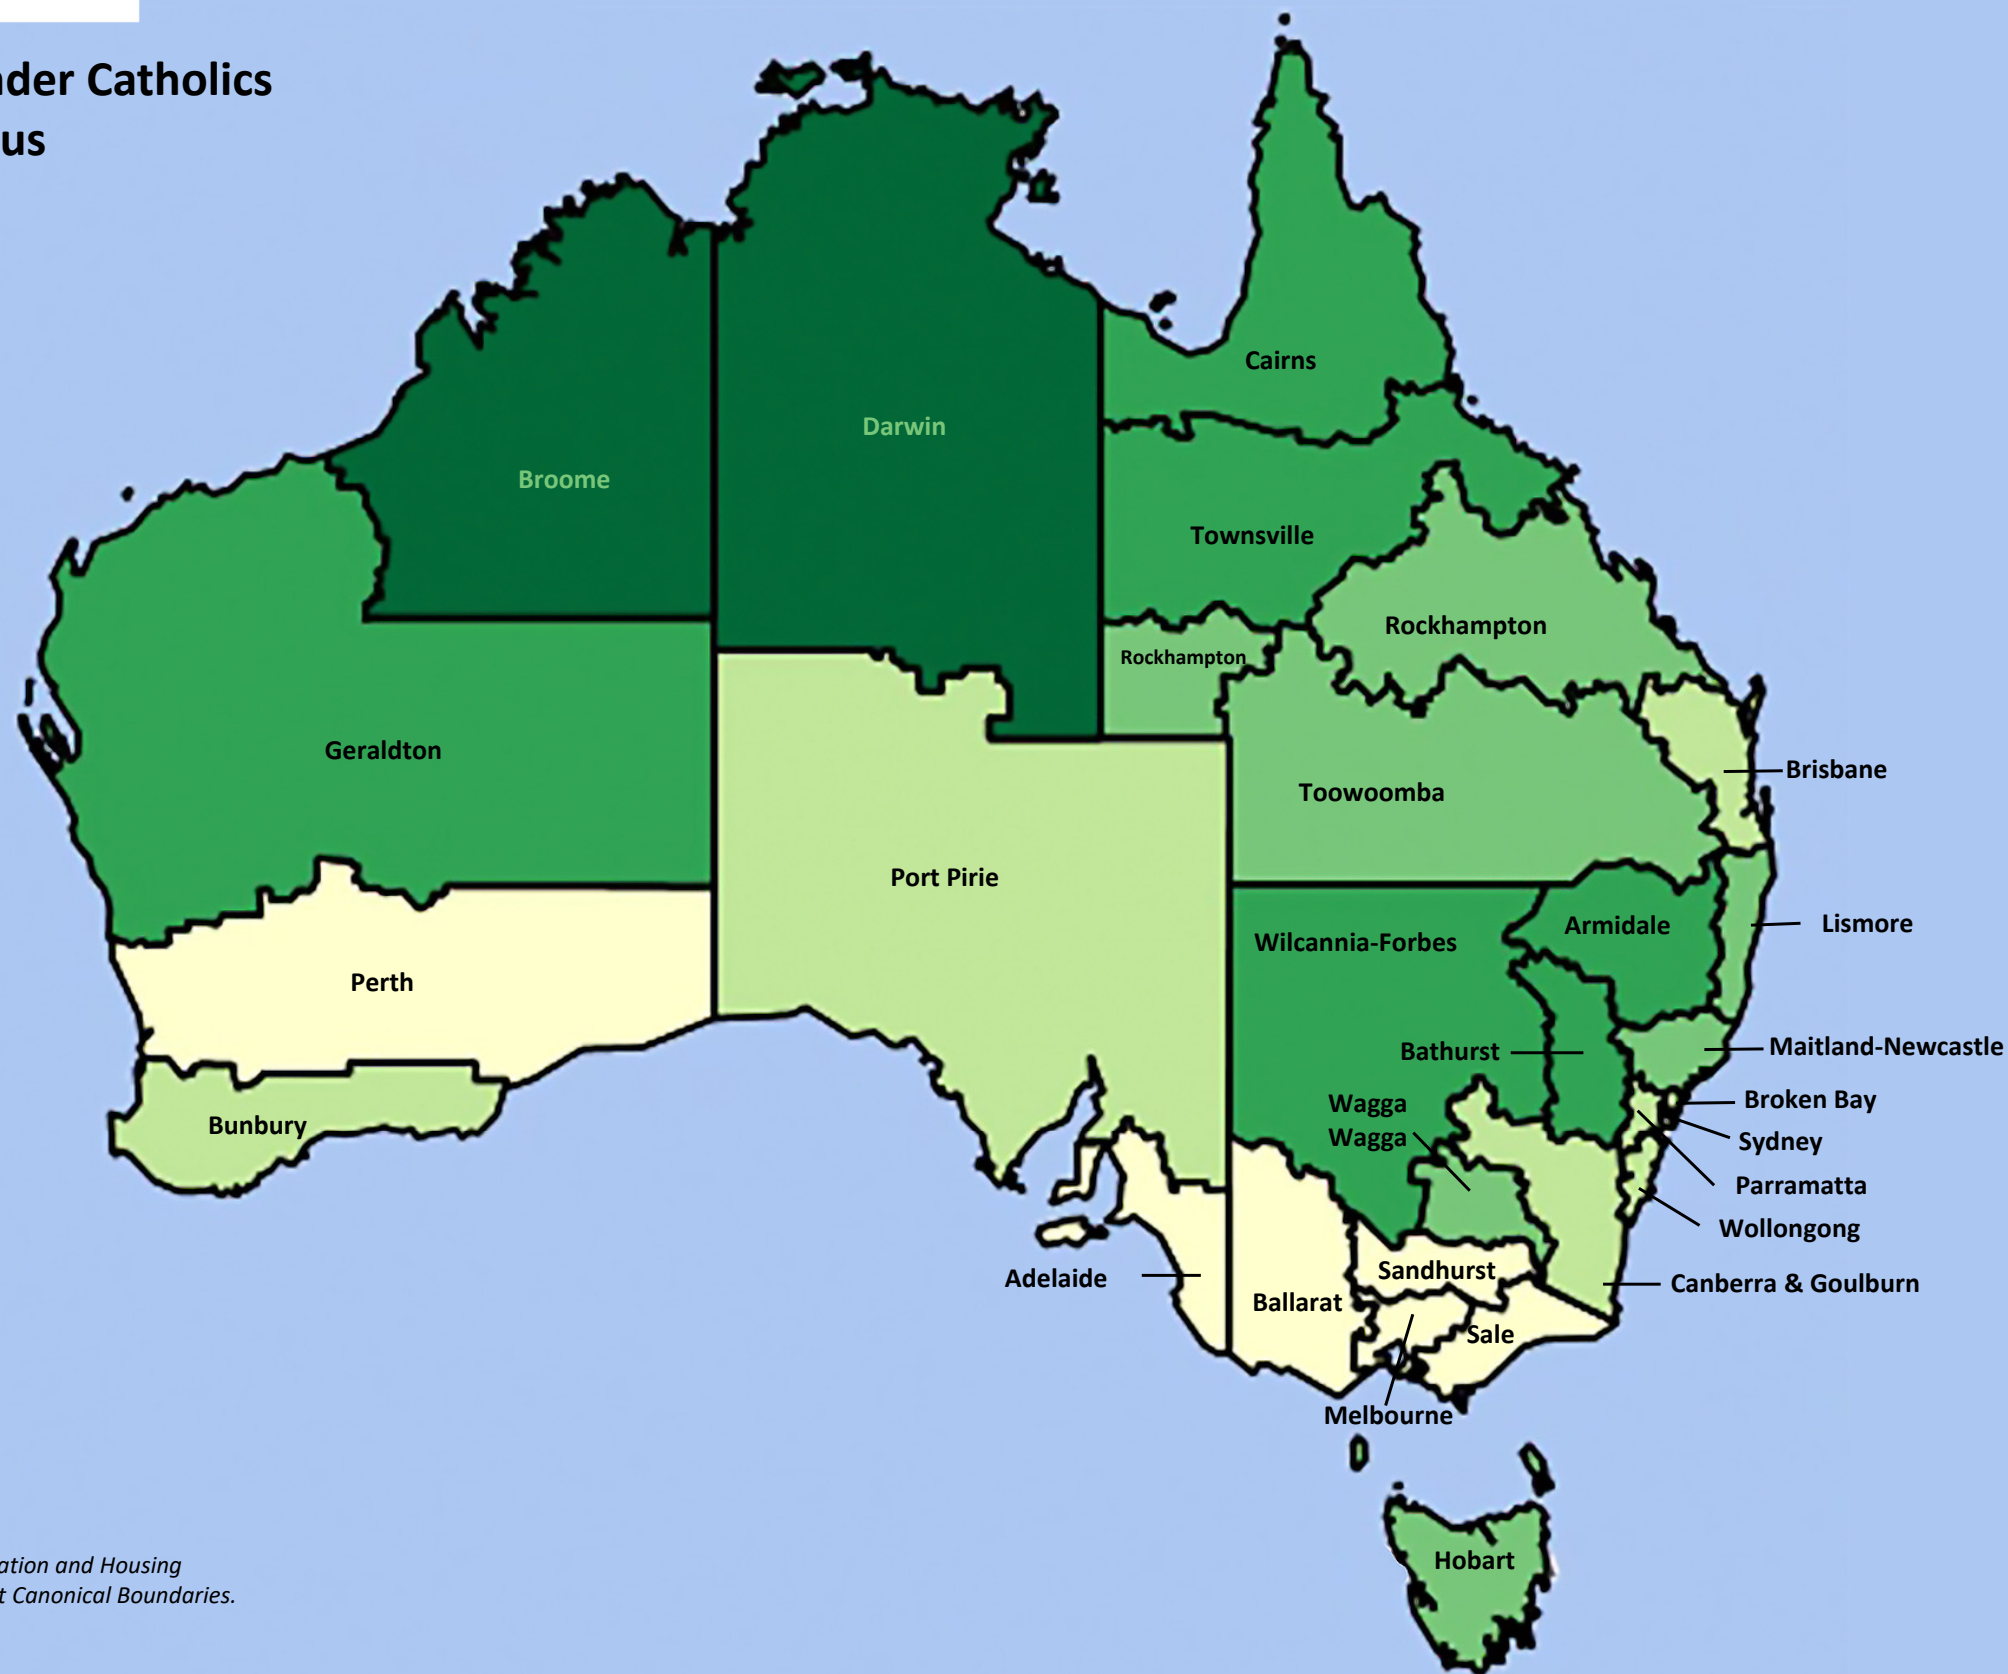 nder Catholics
us
Cairns
Darwin
Broome
Townsville
Rockhampton
Rockhampton
Geraldton
Brisbane
Toowoomba
Port Pirie
Armidale
Lismore
Wilcannia-Forbes
Perth
Maitland-Newcastle
Bathurst
Broken Bay
Wagga
Wagga
Bunbury
Sydney
Parramatta
Wollongong
Sandhurst
Adelaide
Canberra & Goulburn
Ballarat
Sale
Melbourne
Hobart
ation and Housing
t Canonical Boundaries.